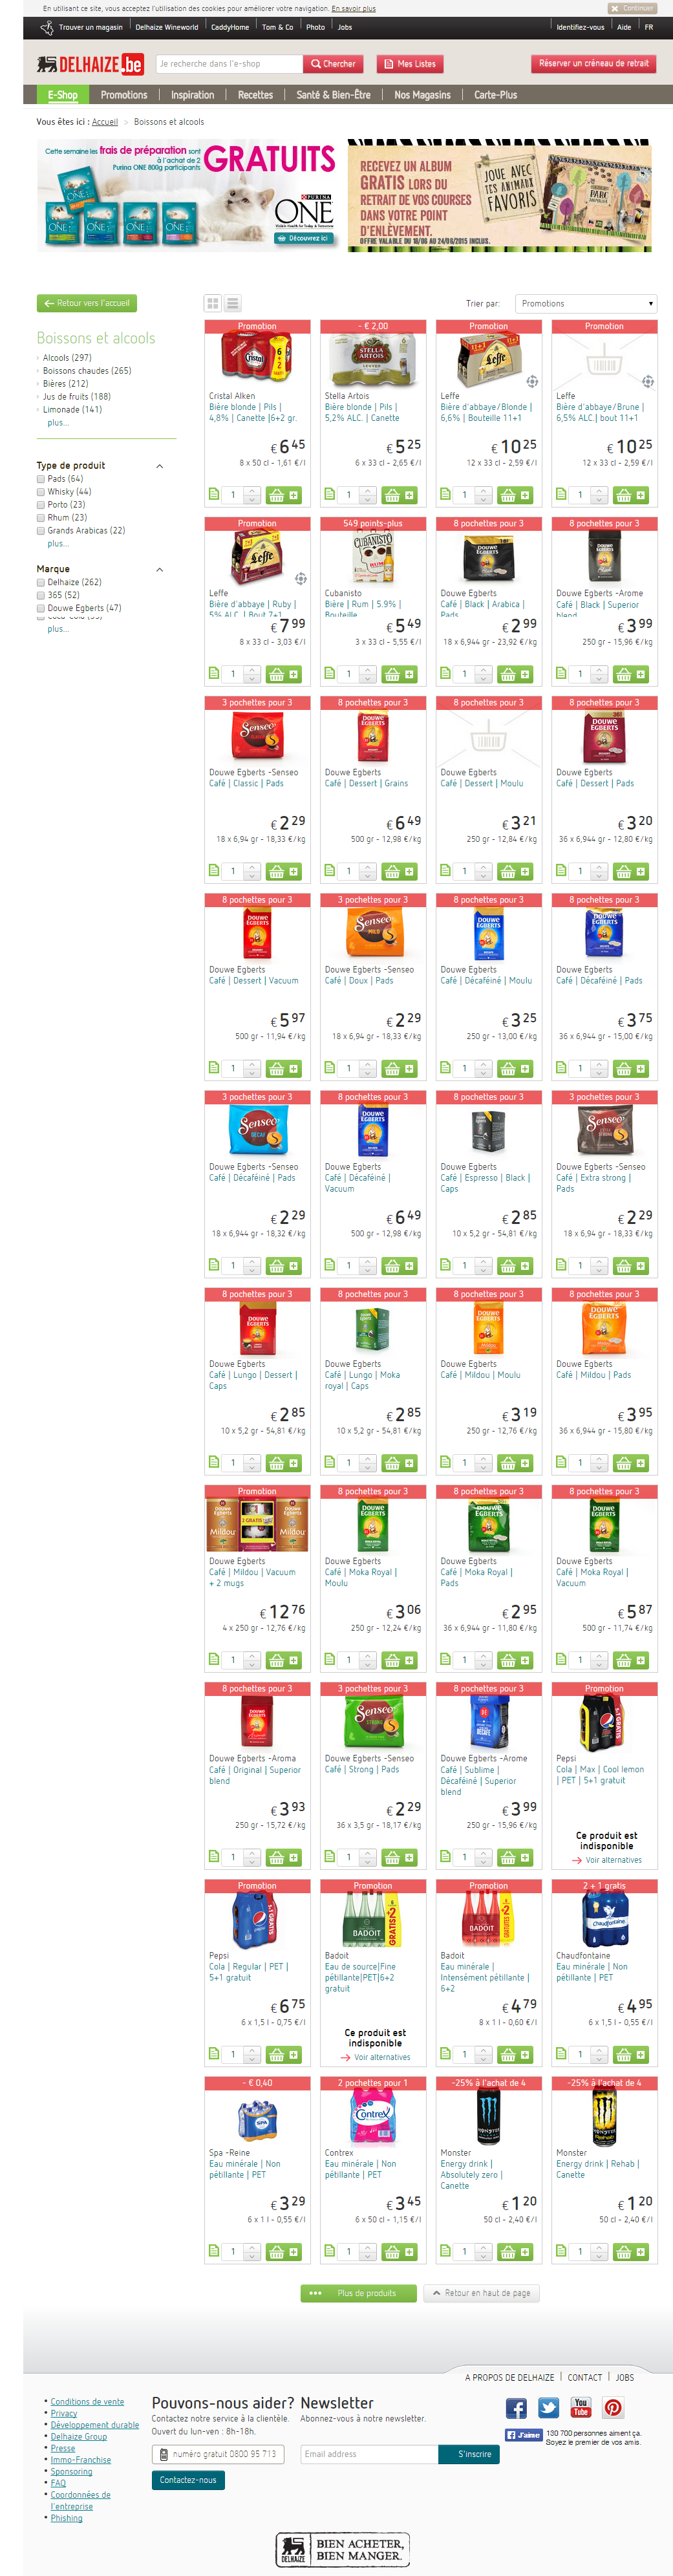 En utilisant ce site, vous acceptez l'utilisation des cookies pour améliorer votre navigation. En savoir plus
Continuer
Trouver un magasin
Delhaize Wineworld
CaddyHome
Tom & Co
Photo
Jobs
Identifiez-vous
Aide
FR
DELHAIZE .be
Je recherche dans l'e-shop
Chercher
Mes Listes
Réserver un créneau de retrait
E-Shop
Promotions
Inspiration
Recettes
Santé & Bien-Être
Nos Magasins
Carte-Plus
Vous êtes ici : Accueil > Boissons et alcools
Cette semaine les frais de préparation sont GRATUITS
à l'achat de 2
Purina ONE 800g participants
PURINA
ONE
Découvrez ici
RECEVEZ UN ALBUM
GRATIS LORS DU
RETRAIT DE VOS COURSES
DANS VOTRE POINT
D'ENLÈVEMENT.
OFFRE VALABLE DU 18/06 AU 24/06/2015 INCLUS.
JOUE AVEC
TES ANIMAUX
FAVORIS
Retour vers l'accueil
Trier par:
Promotions
Boissons et alcools
Alcools (297)
Boissons chaudes (265)
Bières (212)
Jus de fruits (188)
Limonade (141)
plus...
Type de produit
Pads (64)
Whisky (44)
Porto (23)
Rhum (23)
Grands Arabicas (22)
plus...
Marque
Delhaize (262)
365 (52)
Douwe Egberts (47)
plus...
Promotion
Cristal Alken
Bière blonde | Pils |
4,8% | Canette |6+2 gr.
€ 6 45
8 x 50 cl - 1,61 €/l
1
- € 2,00
Stella Artois
Bière blonde | Pils |
5,2% ALC. | Canette
€ 5 25
6 x 33 cl - 2,65 €/l
1
Promotion
Leffe
Bière d'abbaye/Blonde |
6,6% | Bouteille 11+1
€ 10 25
12 x 33 cl - 2,59 €/l
1
Promotion
Leffe
Bière d'abbaye/Brune |
6,5% ALC.| bout 11+1
€ 10 25
12 x 33 cl - 2,59 €/l
1
Promotion
Leffe
Bière d'abbaye | Ruby |
5% ALC. | Bout 7+1
€ 7 99
8 x 33 cl - 3,03 €/l
1
549 points-plus
Cubanisto
Bière | Rum | 5.9% |
Bouteille
€ 5 49
3 x 33 cl - 5,55 €/l
1
8 pochettes pour 3
Douwe Egberts
Café | Black | Arabica |
Pads
€ 2 99
18 x 6,944 gr - 23,92 €/kg
1
8 pochettes pour 3
Douwe Egberts -Arome
Café | Black | Superior
blend
€ 3 99
250 gr - 15,96 €/kg
1
3 pochettes pour 3
Douwe Egberts -Senseo
Café | Classic | Pads
€ 2 29
18 x 6,94 gr - 18,33 €/kg
1
8 pochettes pour 3
Douwe Egberts
Café | Dessert | Grains
€ 6 49
500 gr - 12,98 €/kg
1
8 pochettes pour 3
Douwe Egberts
Café | Dessert | Moulu
€ 3 21
250 gr - 12,84 €/kg
1
8 pochettes pour 3
Douwe Egberts
Café | Dessert | Pads
€ 3 20
36 x 6,944 gr - 12,80 €/kg
1
8 pochettes pour 3
Douwe Egberts
Café | Dessert | Vacuum
€ 5 97
500 gr - 11,94 €/kg
1
3 pochettes pour 3
Douwe Egberts -Senseo
Café | Doux | Pads
€ 2 29
18 x 6,94 gr - 18,33 €/kg
1
8 pochettes pour 3
Douwe Egberts
Café | Décaféiné | Moulu
€ 3 25
250 gr - 13,00 €/kg
1
8 pochettes pour 3
Douwe Egberts
Café | Décaféiné | Pads
€ 3 75
36 x 6,944 gr - 15,00 €/kg
1
3 pochettes pour 3
Douwe Egberts -Senseo
Café | Décaféiné | Pads
€ 2 29
18 x 6,944 gr - 18,32 €/kg
1
8 pochettes pour 3
Douwe Egberts
Café | Décaféiné |
Vacuum
€ 6 49
500 gr - 12,98 €/kg
1
8 pochettes pour 3
Douwe Egberts
Café | Espresso | Black |
Caps
€ 2 85
10 x 5,2 gr - 54,81 €/kg
1
3 pochettes pour 3
Douwe Egberts -Senseo
Café | Extra strong |
Pads
€ 2 29
18 x 6,94 gr - 18,33 €/kg
1
8 pochettes pour 3
Douwe Egberts
Café | Lungo | Dessert |
Caps
€ 2 85
10 x 5,2 gr - 54,81 €/kg
1
8 pochettes pour 3
Douwe Egberts
Café | Lungo | Moka
royal | Caps
€ 2 85
10 x 5,2 gr - 54,81 €/kg
1
8 pochettes pour 3
Douwe Egberts
Café | Mildou | Moulu
€ 3 19
250 gr - 12,76 €/kg
1
8 pochettes pour 3
Douwe Egberts
Café | Mildou | Pads
€ 3 95
36 x 6,944 gr - 15,80 €/kg
1
Promotion
Douwe Egberts
Café | Mildou | Vacuum
+ 2 mugs
€ 12 76
4 x 250 gr - 12,76 €/kg
1
8 pochettes pour 3
Douwe Egberts
Café | Moka Royal |
Moulu
€ 3 06
250 gr - 12,24 €/kg
1
8 pochettes pour 3
Douwe Egberts
Café | Moka Royal |
Pads
€ 2 95
36 x 6,944 gr - 11,80 €/kg
1
8 pochettes pour 3
Douwe Egberts
Café | Moka Royal |
Vacuum
€ 5 87
500 gr - 11,74 €/kg
1
8 pochettes pour 3
Douwe Egberts -Aroma
Café | Original | Superior
blend
€ 3 93
250 gr - 15,72 €/kg
1
3 pochettes pour 3
Douwe Egberts -Senseo
Café | Strong | Pads
€ 2 29
36 x 3,5 gr - 18,17 €/kg
1
8 pochettes pour 3
Douwe Egberts -Arome
Café | Sublime |
Décaféiné | Superior
blend
€ 3 99
250 gr - 15,96 €/kg
1
Promotion
Pepsi
Cola | Max | Cool lemon
| PET | 5+1 gratuit
Ce produit est
indisponible
Voir alternatives
Promotion
Pepsi
Cola | Regular | PET |
5+1 gratuit
€ 6 75
6 x 1,5 l - 0,75 €/l
1
Promotion
Badoit
Eau de source|Fine
pétillante|PET|6+2
gratuit
Ce produit est
indisponible
Voir alternatives
Promotion
Badoit
Eau minérale |
Intensément pétillante |
6+2
€ 4 79
8 x 1 l - 0,60 €/l
1
2 + 1 gratis
Chaudfontaine
Eau minérale | Non
pétillante | PET
€ 4 95
6 x 1,5 l - 0,55 €/l
1
- € 0,40
Spa -Reine
Eau minérale | Non
pétillante | PET
€ 3 29
6 x 1 l - 0,55 €/l
1
2 pochettes pour 1
Contrex
Eau minérale | Non
pétillante | PET
€ 3 45
6 x 50 cl - 1,15 €/l
1
-25% à l'achat de 4
Monster
Energy drink |
Absolutely zero |
Canette
€ 1 20
50 cl - 2,40 €/l
1
-25% à l'achat de 4
Monster
Energy drink | Rehab |
Canette
€ 1 20
50 cl - 2,40 €/l
1
Plus de produits
Retour en haut de page
A PROPOS DE DELHAIZE | CONTACT | JOBS
Conditions de vente
Privacy
Développement durable
Delhaize Group
Presse
Immo-Franchise
Sponsoring
FAQ
Coordonnées de
l'entreprise
Phishing
Pouvons-nous aider?
Contactez notre service à la clientèle.
Ouvert du lun-ven : 8h-18h.
numéro gratuit 0800 95 713
Contactez-nous
Newsletter
Abonnez-vous à notre newsletter.
Email address
S'inscrire
You Tube
J'aime
130 700 personnes aiment ça.
Soyez le premier de vos amis.
DELHAIZE
BIEN ACHETER,
BIEN MANGER.